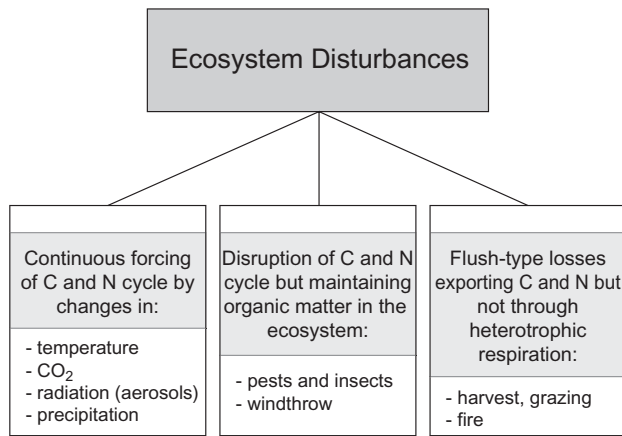 Ecosystem Disturbances
Continuous forcing
of C and N cycle by
changes in:
- temperature
- CO₂
- radiation (aerosols)
- precipitation
Disruption of C and N
cycle but maintaining
organic matter in the
ecosystem:
- pests and insects
- windthrow
Flush-type losses
exporting C and N but
not through
heterotrophic
respiration:
- harvest, grazing
- fire